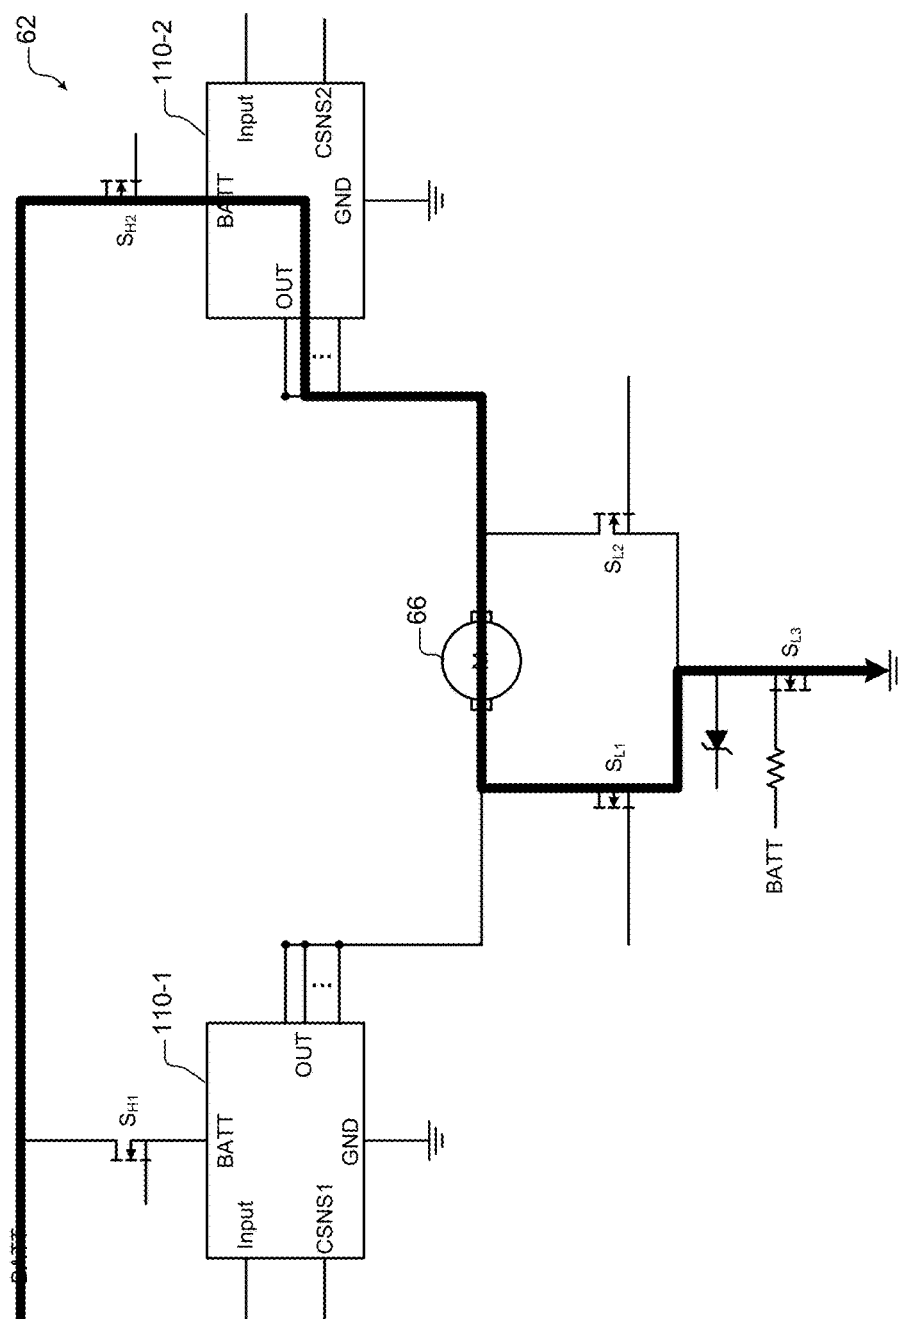 62
BATT
SH1
SH2
110-1
110-2
BATT
Input
CSNS1
OUT
GND
BATT
Input
CSNS2
OUT
GND
66
M
SL1
SL2
SL3
BATT